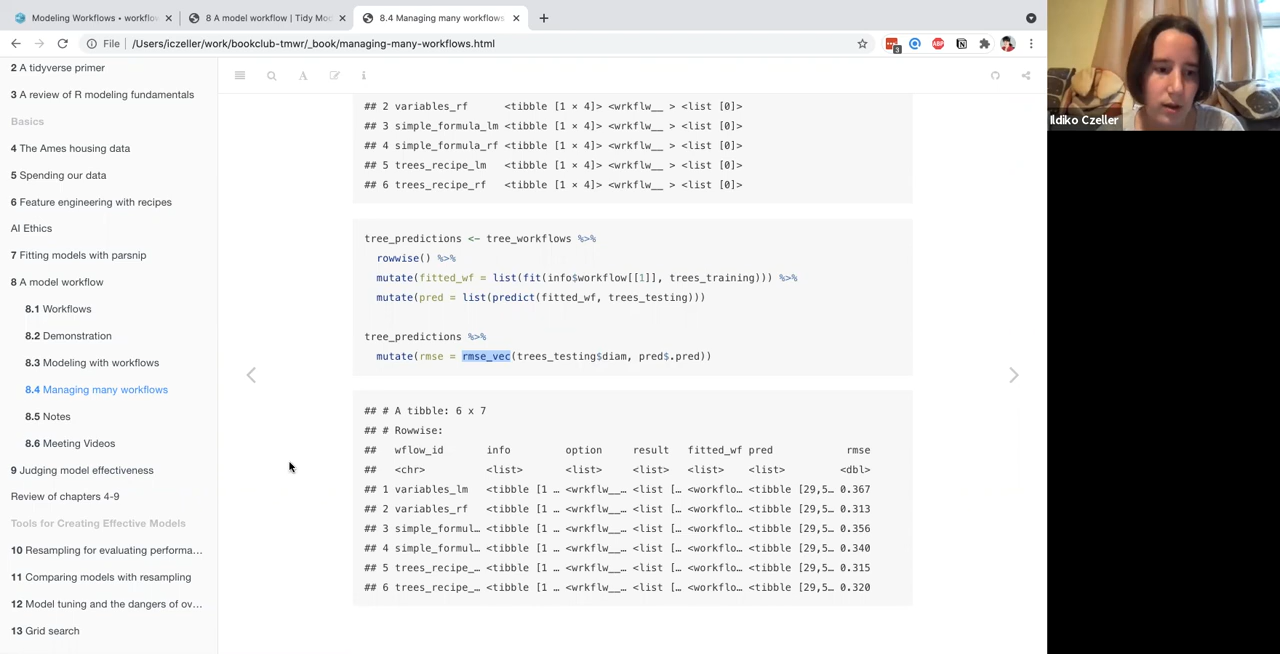 Modeling Workflows • workflow
8 A model workflow | Tidy Mod
8.4 Managing many workflows
File | /Users/iczeller/work/bookclub-tmwr/_book/managing-many-workflows.html
3
ABP
2 A tidyverse primer
3 A review of R modeling fundamentals
Basics
4 The Ames housing data
5 Spending our data
6 Feature engineering with recipes
AI Ethics
7 Fitting models with parsnip
8 A model workflow
8.1 Workflows
8.2 Demonstration
8.3 Modeling with workflows
8.4 Managing many workflows
8.5 Notes
8.6 Meeting Videos
9 Judging model effectiveness
Review of chapters 4-9
Tools for Creating Effective Models
10 Resampling for evaluating performa…
11 Comparing models with resampling
12 Model tuning and the dangers of ov…
13 Grid search
## 2 variables_rf <tibble [1 × 4]> <wrkflw__ > <list [0]>
## 3 simple_formula_lm <tibble [1 × 4]> <wrkflw__ > <list [0]>
## 4 simple_formula_rf <tibble [1 × 4]> <wrkflw__ > <list [0]>
## 5 trees_recipe_lm <tibble [1 × 4]> <wrkflw__ > <list [0]>
## 6 trees_recipe_rf <tibble [1 × 4]> <wrkflw__ > <list [0]>
tree_predictions <- tree_workflows %>%
rowwise() %>%
mutate(fitted_wf = list(fit(info$workflow[[1]], trees_training))) %>%
mutate(pred = list(predict(fitted_wf, trees_testing)))
tree_predictions %>%
mutate(rmse = rmse_vec(trees_testing$diam, pred$.pred))
## # A tibble: 6 x 7
## # Rowwise:
## wflow_id info option result fitted_wf pred rmse
## <chr> <list> <list> <list> <list> <list> <dbl>
## 1 variables_lm <tibble [1 … <wrkflw__… <list [… <workflo… <tibble [29,5… 0.367
## 2 variables_rf <tibble [1 … <wrkflw__… <list [… <workflo… <tibble [29,5… 0.313
## 3 simple_formul… <tibble [1 … <wrkflw__… <list [… <workflo… <tibble [29,5… 0.356
## 4 simple_formul… <tibble [1 … <wrkflw__… <list [… <workflo… <tibble [29,5… 0.340
## 5 trees_recipe_… <tibble [1 … <wrkflw__… <list [… <workflo… <tibble [29,5… 0.315
## 6 trees_recipe_… <tibble [1 … <wrkflw__… <list [… <workflo… <tibble [29,5… 0.320
Ildiko Czeller